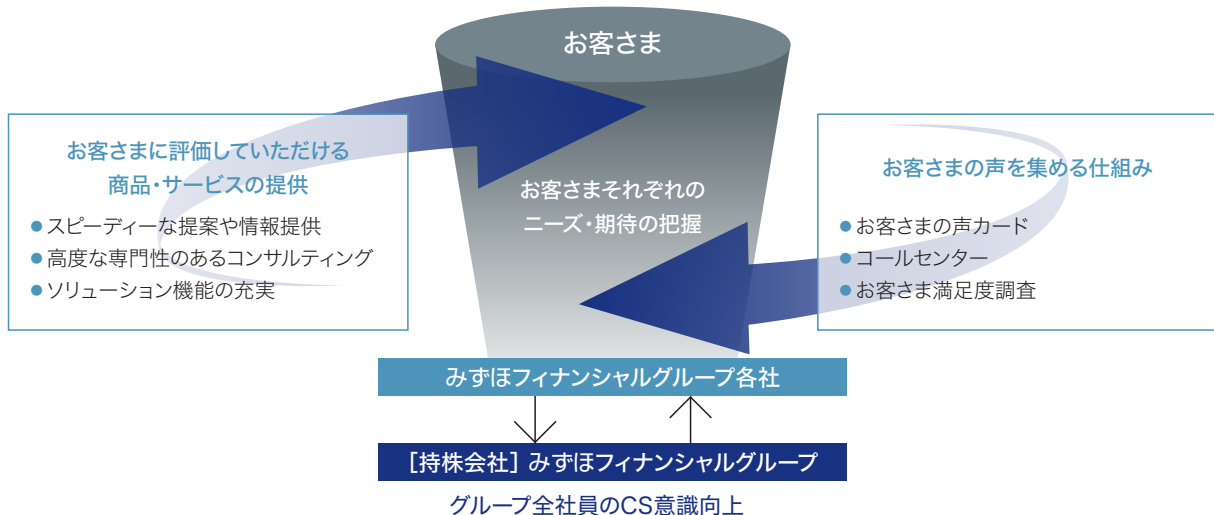 お客さま
お客さまに評価していただける
商品・サービスの提供
● スピーディーな提案や情報提供
● 高度な専門性のあるコンサルティング
● ソリューション機能の充実
お客さまそれぞれの
ニーズ・期待の把握
お客さまの声を集める仕組み
● お客さまの声カード
● コールセンター
● お客さま満足度調査
みずほフィナンシャルグループ各社
［持株会社］みずほフィナンシャルグループ
グループ全社員のCS意識向上